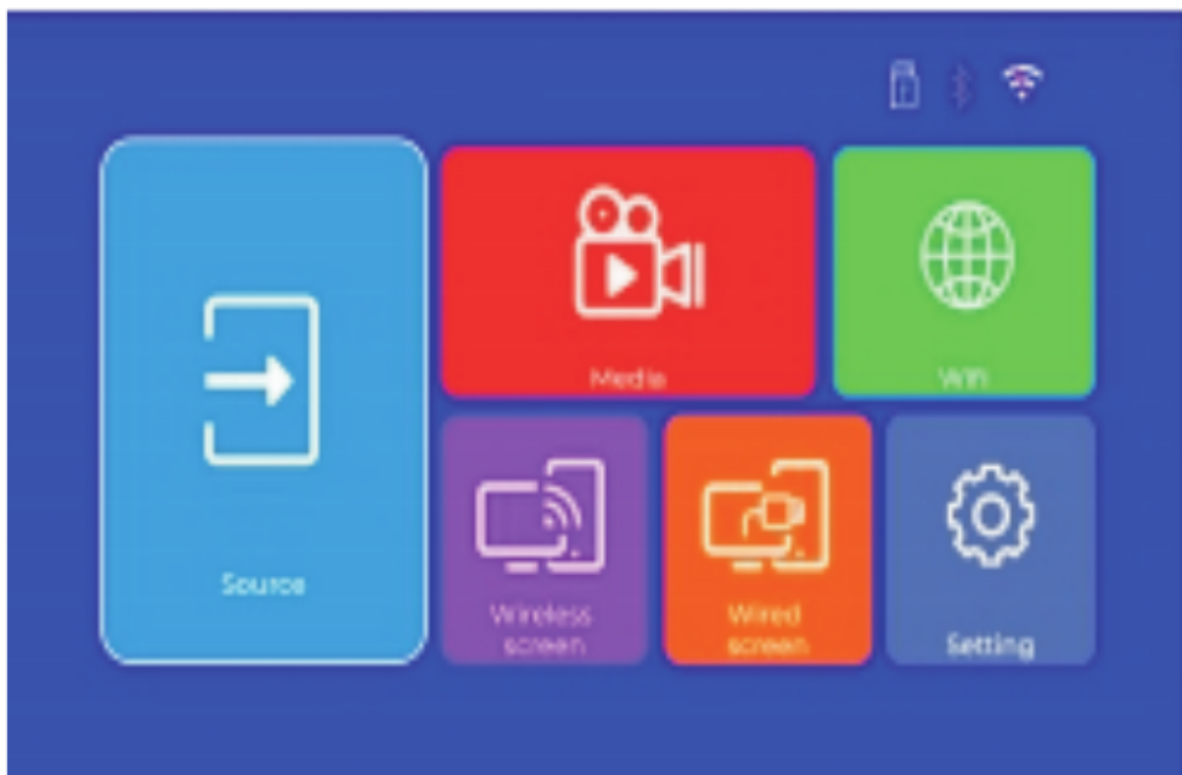 Source
Media
Wifi
Wireless
screen
Wired
screen
Setting